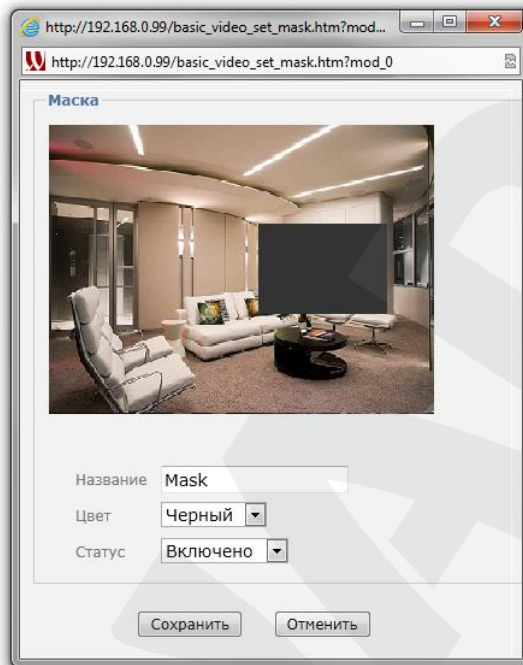 http://192.168.0.99/basic_video_set_mask.htm?mod...
http://192.168.0.99/basic_video_set_mask.htm?mod_0
Маска
Название Mask
Цвет Черный
Статус Включено
Сохранить Отменить